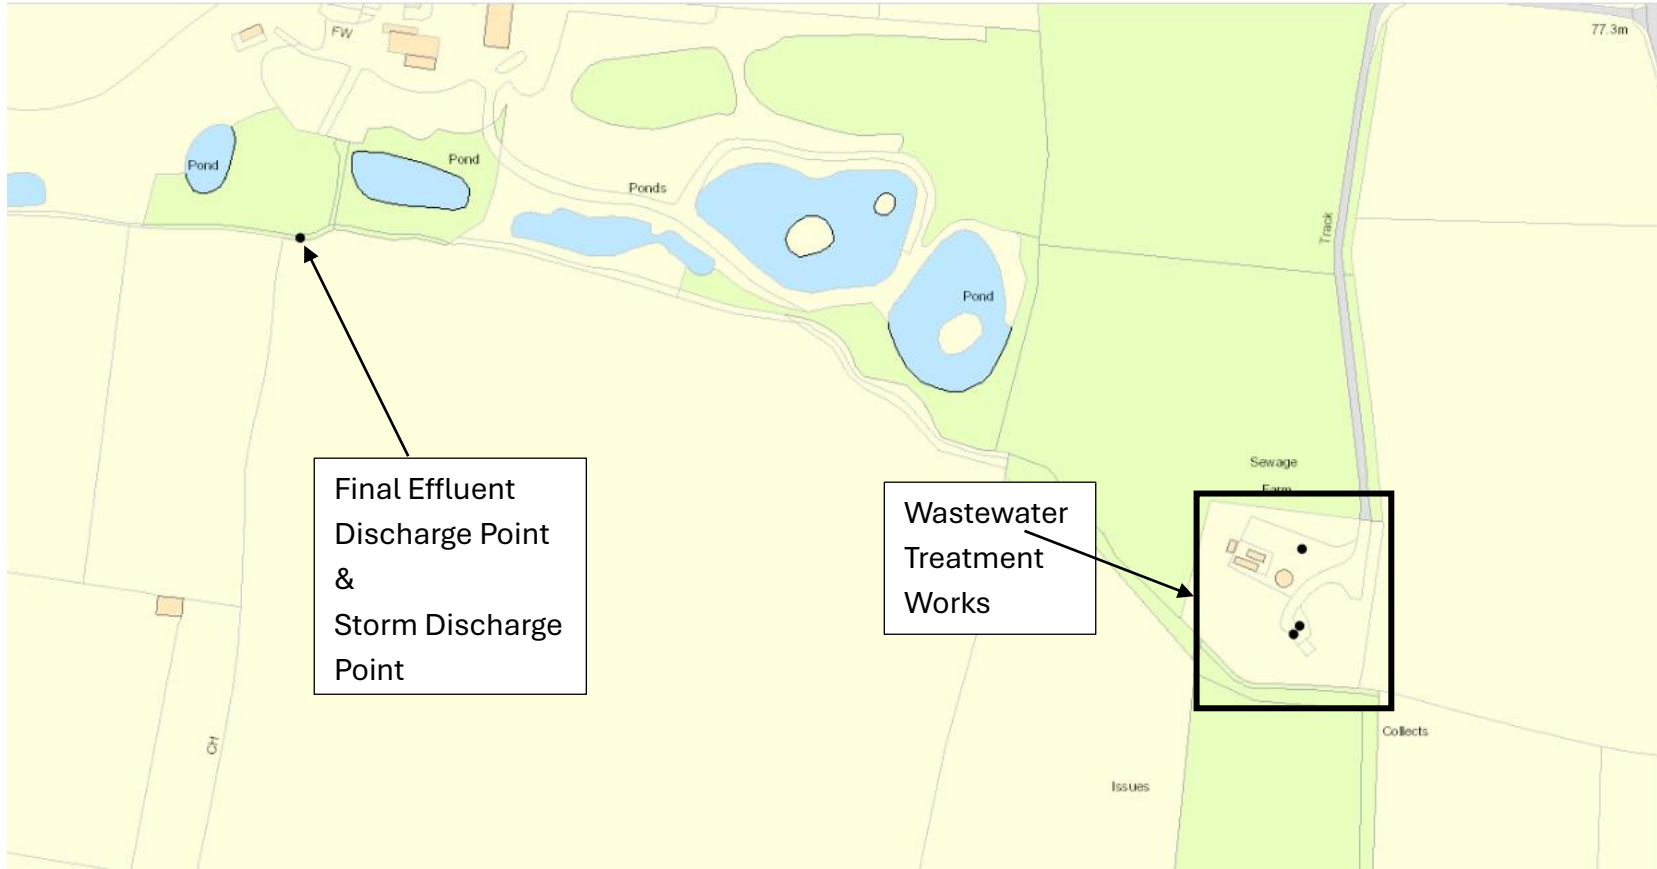 FW
77.3m
Pond
Pond
Ponds
Track
Pond
Sewage
Farm
Final Effluent
Discharge Point
&
Storm Discharge
Point
Wastewater
Treatment
Works
CH
Collects
Issues